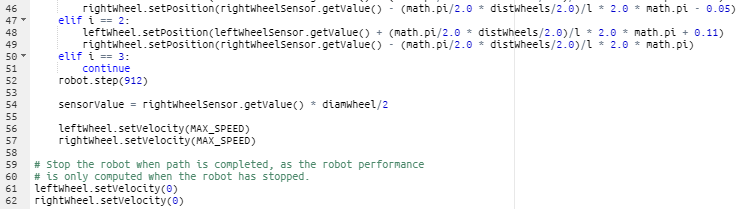 46 rightWheel.setPosition(rightWheelSensor.getValue() - (math.pi/2.0 * distWheels/2.0)/l * 2.0 * math.pi - 0.05)
47 elif i == 2:
48 leftWheel.setPosition(leftWheelSensor.getValue() + (math.pi/2.0 * distWheels/2.0)/l * 2.0 * math.pi + 0.11)
49 rightWheel.setPosition(rightWheelSensor.getValue() - (math.pi/2.0 * distWheels/2.0)/l * 2.0 * math.pi)
50 elif i == 3:
51 continue
52 robot.step(912)
53
54 sensorValue = rightWheelSensor.getValue() * diamWheel/2
55
56 leftWheel.setVelocity(MAX_SPEED)
57 rightWheel.setVelocity(MAX_SPEED)
58
59 # Stop the robot when path is completed, as the robot performance
60 # is only computed when the robot has stopped.
61 leftWheel.setVelocity(0)
62 rightWheel.setVelocity(0)